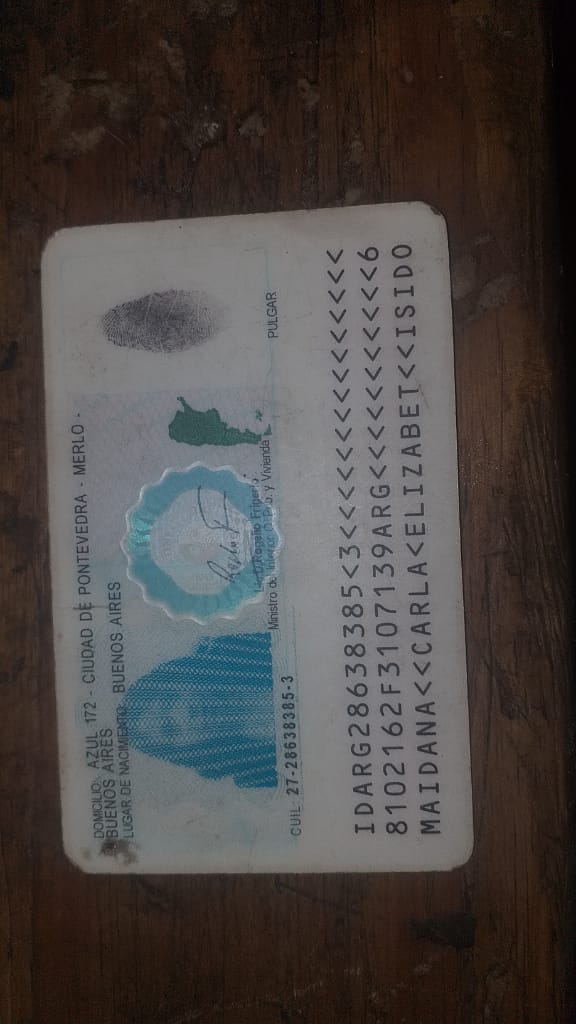 DOMICILIO: AZUL 172 - CIUDAD DE PONTEVEDRA - MERLO -
BUENOS AIRES
LUGAR DE NACIMIENTO: BUENOS AIRES
PULGAR
Rogelio Frigerio
Ministro del Interior, O. Púb. y Vivienda
CUIL: 27-28638385-3
IDARG28638385<3<<<<<<<<<<<<<<<
8102162F3107139ARG<<<<<<<<<<<6
MAIDANA<<CARLA<ELIZABET<<ISIDO